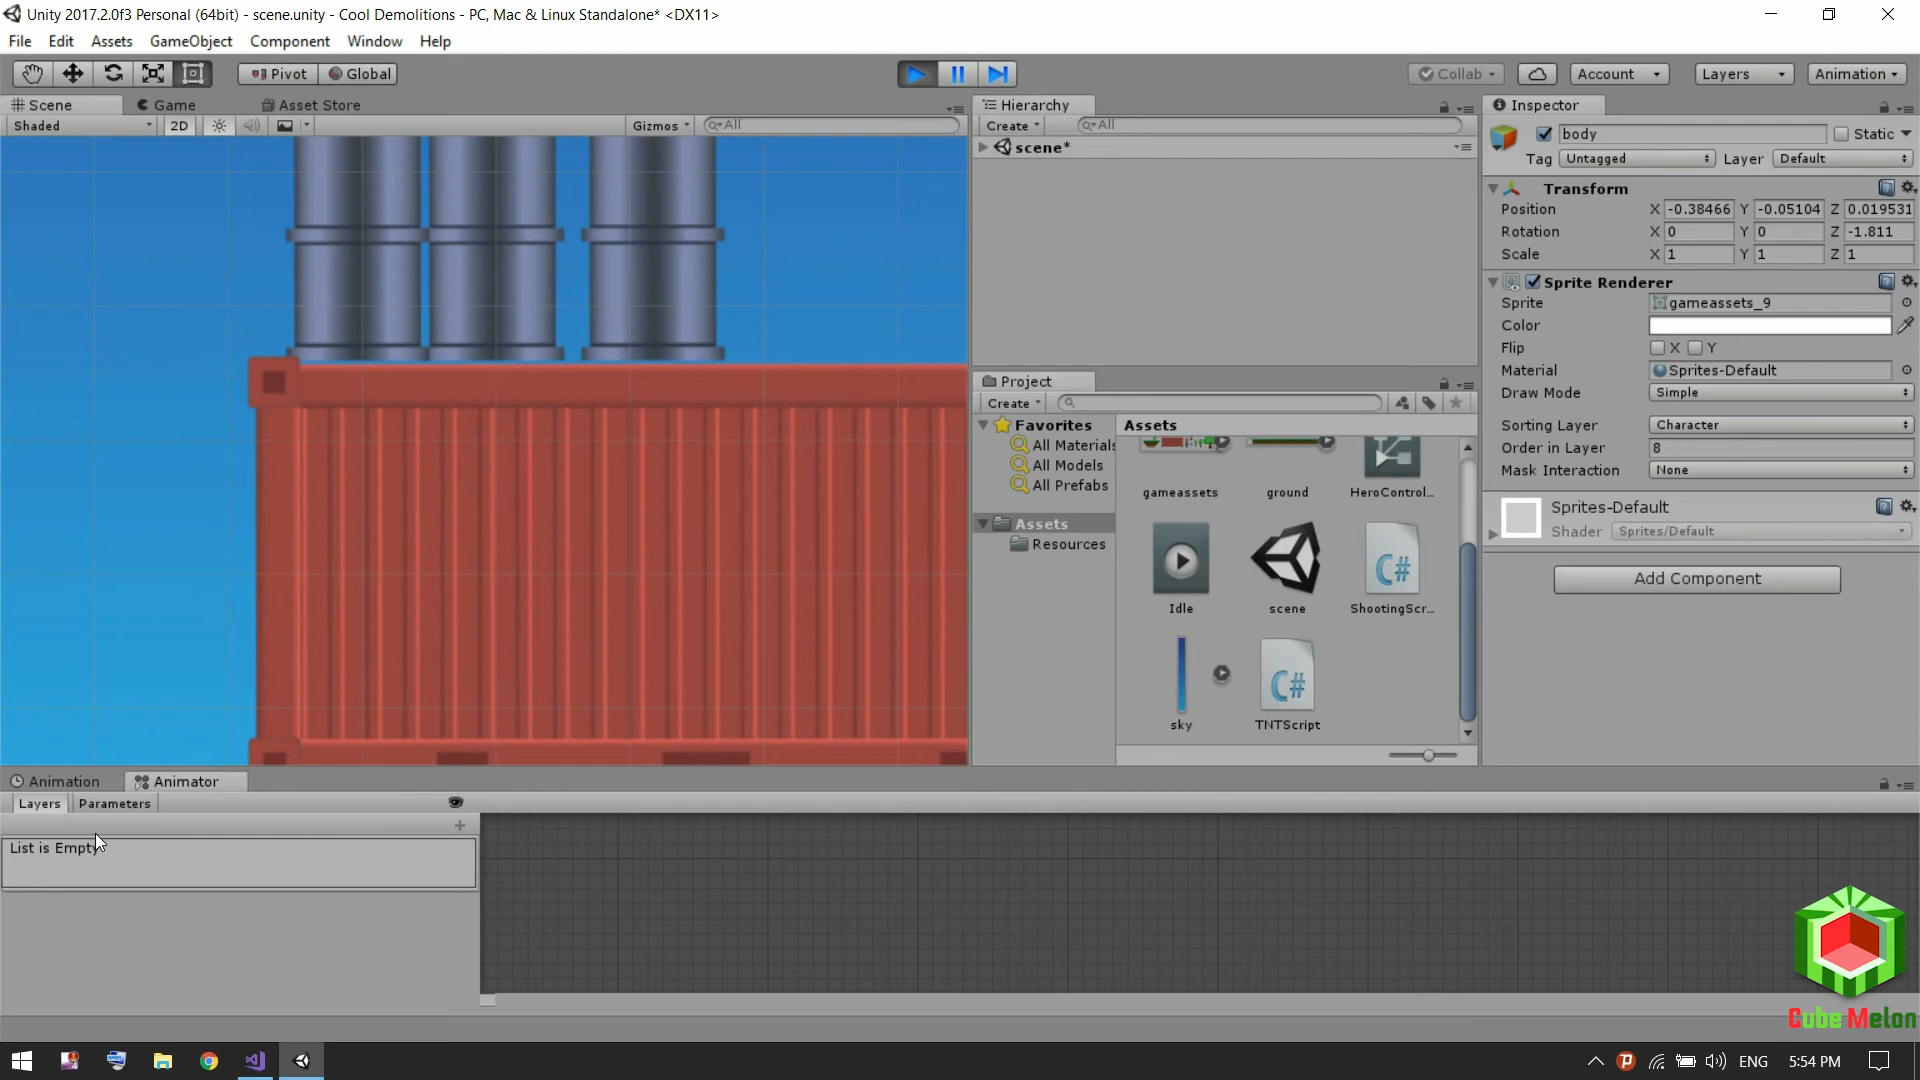 Unity 2017.2.0f3 Personal (64bit) - scene.unity - Cool Demolitions - PC, Mac & Linux Standalone* <DX11>
File Edit Assets GameObject Component Window Help
Pivot Global Collab Account Layers Animation
Scene Game Asset Store
Shaded 2D Gizmos All
Hierarchy
Create All
scene*
Project
Create
Favorites
All Materials
All Models
All Prefabs
Assets
Resources
Assets
gameassets ground HeroControl...
Idle scene ShootingScr...
C#
sky TNTScript
C#
Inspector
body Static
Tag Untagged Layer Default
Transform
Position X -0.38466 Y -0.05104 Z 0.019531
Rotation X 0 Y 0 Z -1.811
Scale X 1 Y 1 Z 1
Sprite Renderer
Sprite gameassets_9
Color
Flip X Y
Material Sprites-Default
Draw Mode Simple
Sorting Layer Character
Order in Layer 8
Mask Interaction None
Sprites-Default
Shader Sprites/Default
Add Component
Animation Animator
Layers Parameters
List is Empty
Cube Melon
ENG 5:54 PM